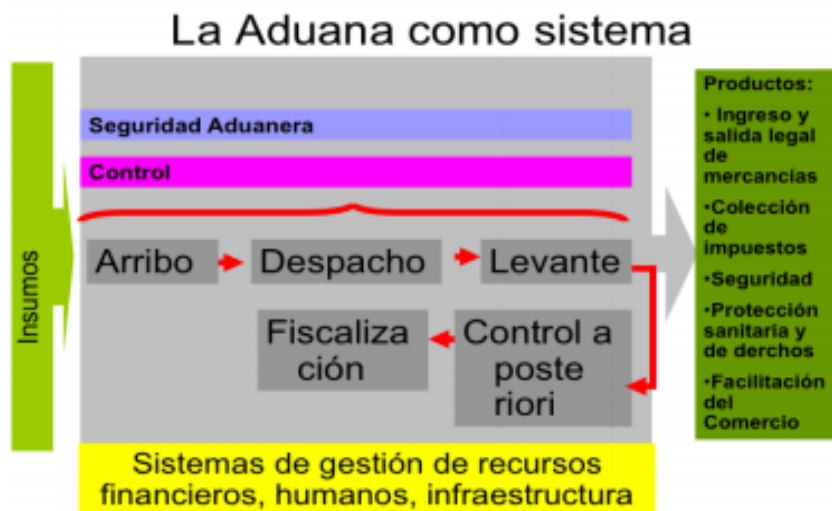 La Aduana como sistema
Insumos
Seguridad Aduanera
Control
Arribo
Despacho
Levante
Fiscaliza
ción
Control a
poste
riori
Sistemas de gestión de recursos
financieros, humanos, infraestructura
Productos:
• Ingreso y
salida legal
de
mercancías
•Colección
de
impuestos
•Seguridad
•Protección
sanitaria y
de derchos
•Facilitación
del
Comercio